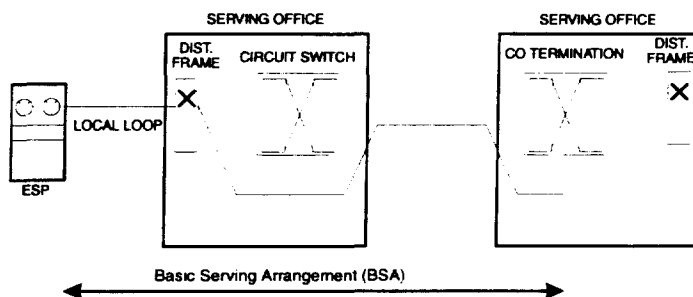 SERVING OFFICE
SERVING OFFICE
DIST.
FRAME
CIRCUIT SWITCH
CO TERMINATION
DIST.
FRAME
LOCAL LOOP
ESP
Basic Serving Arrangement (BSA)